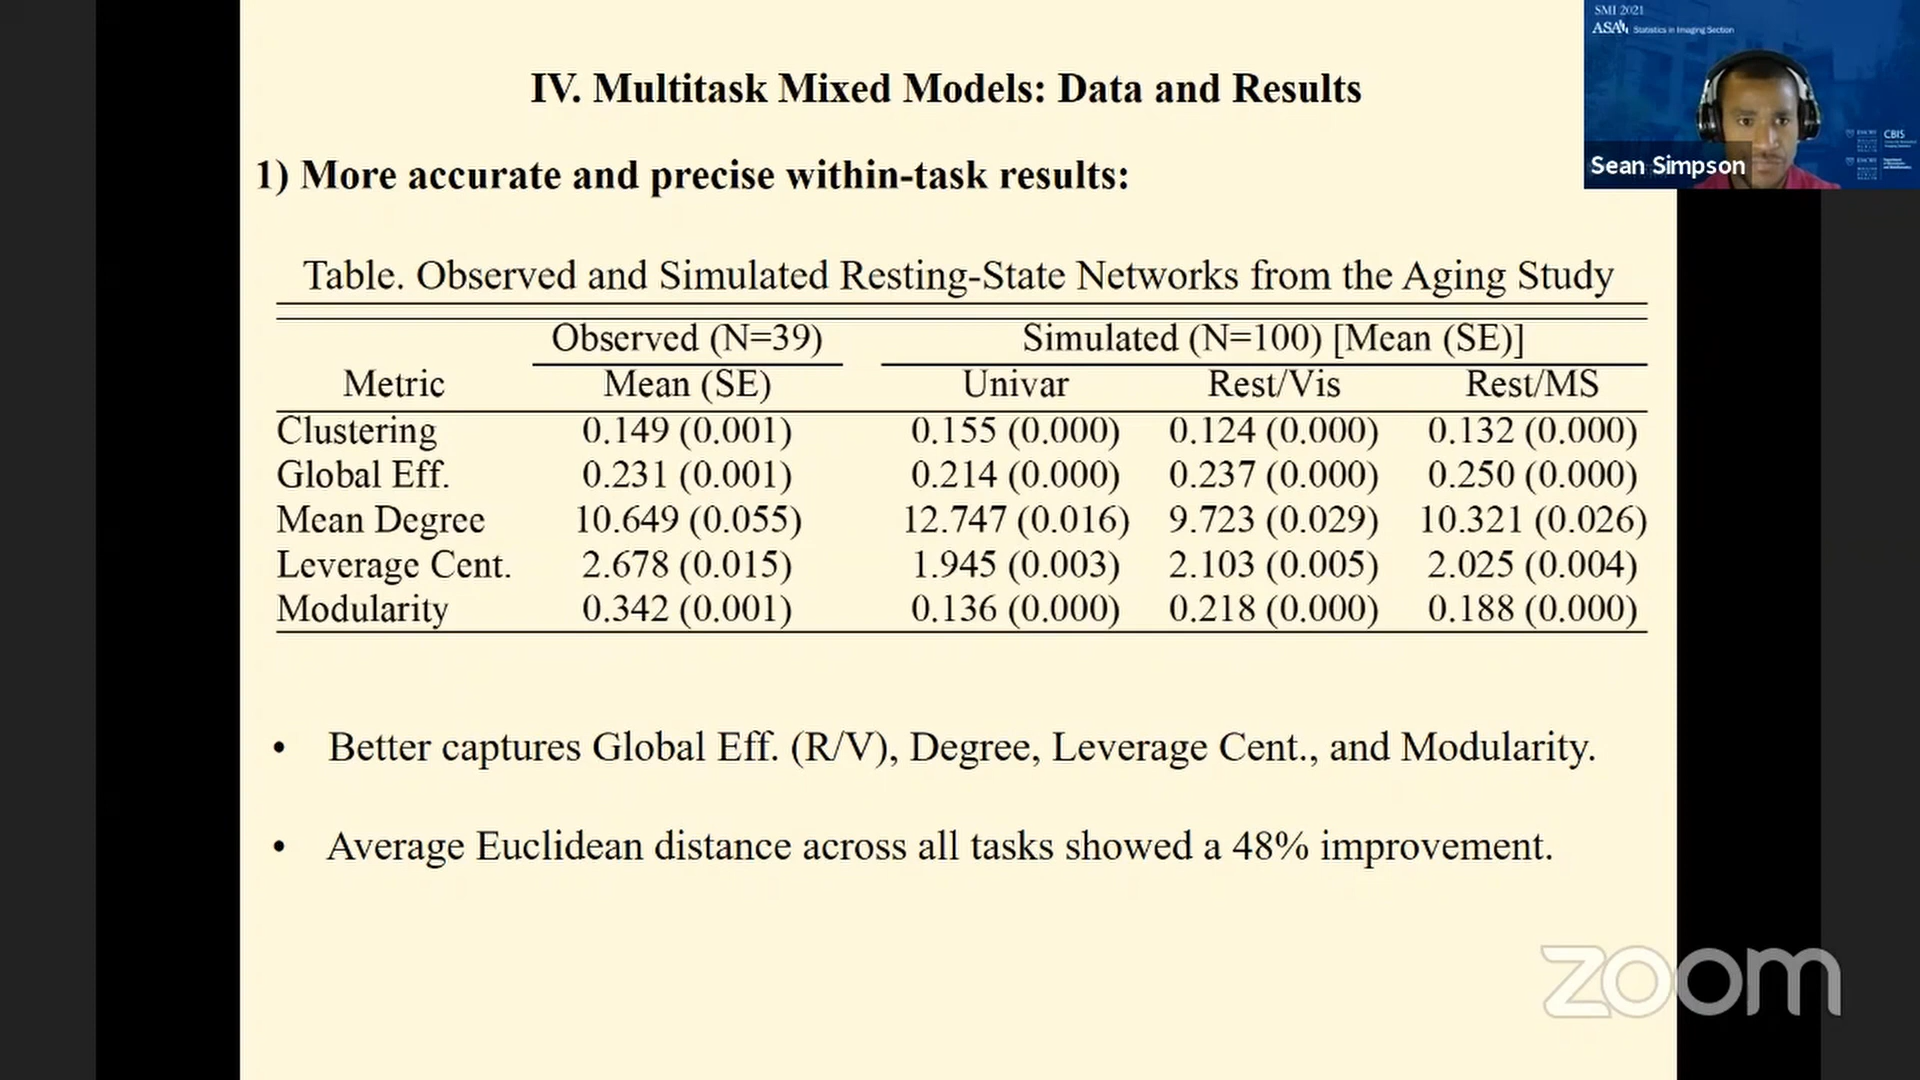 SMI 2021
ASA Statistics in Imaging Section
CBIS
Sean Simpson
IV. Multitask Mixed Models: Data and Results
1) More accurate and precise within-task results:
Table. Observed and Simulated Resting-State Networks from the Aging Study
Observed (N=39) Simulated (N=100) [Mean (SE)]
Metric Mean (SE) Univar Rest/Vis Rest/MS
Clustering 0.149 (0.001) 0.155 (0.000) 0.124 (0.000) 0.132 (0.000)
Global Eff. 0.231 (0.001) 0.214 (0.000) 0.237 (0.000) 0.250 (0.000)
Mean Degree 10.649 (0.055) 12.747 (0.016) 9.723 (0.029) 10.321 (0.026)
Leverage Cent. 2.678 (0.015) 1.945 (0.003) 2.103 (0.005) 2.025 (0.004)
Modularity 0.342 (0.001) 0.136 (0.000) 0.218 (0.000) 0.188 (0.000)
• Better captures Global Eff. (R/V), Degree, Leverage Cent., and Modularity.
• Average Euclidean distance across all tasks showed a 48% improvement.
zoom